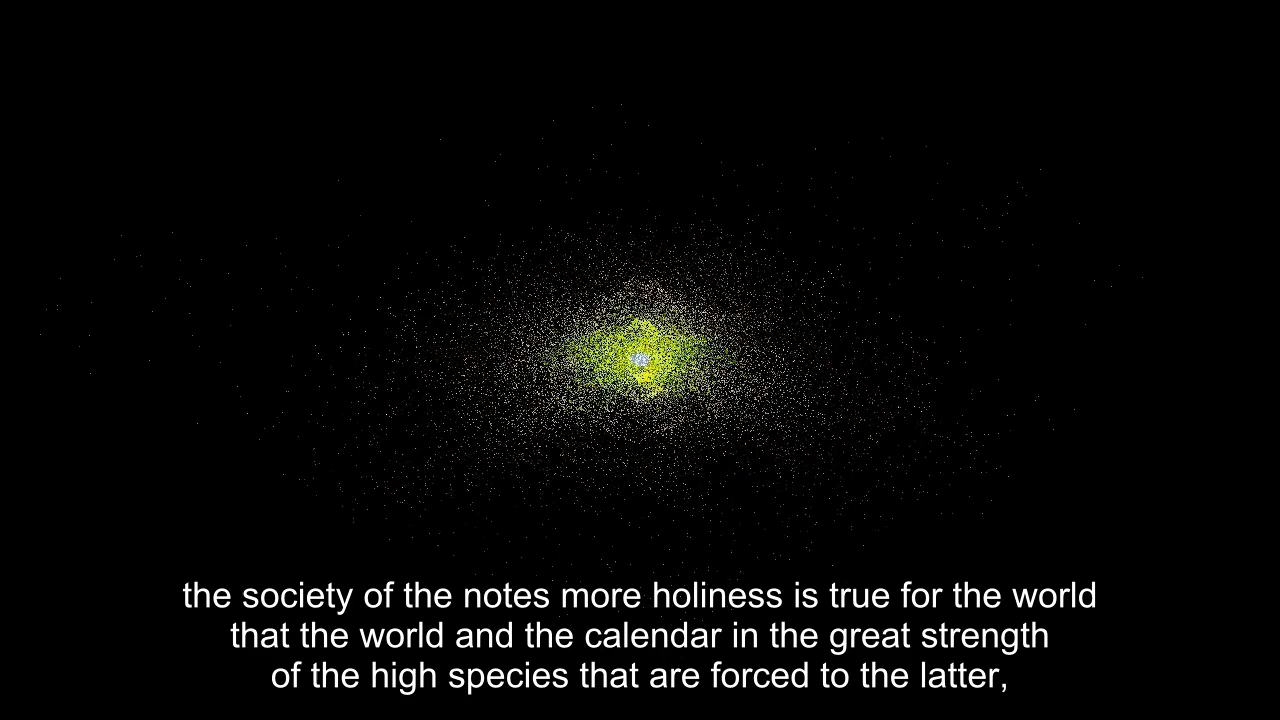 the society of the notes more holiness is true for the world
that the world and the calendar in the great strength
of the high species that are forced to the latter,